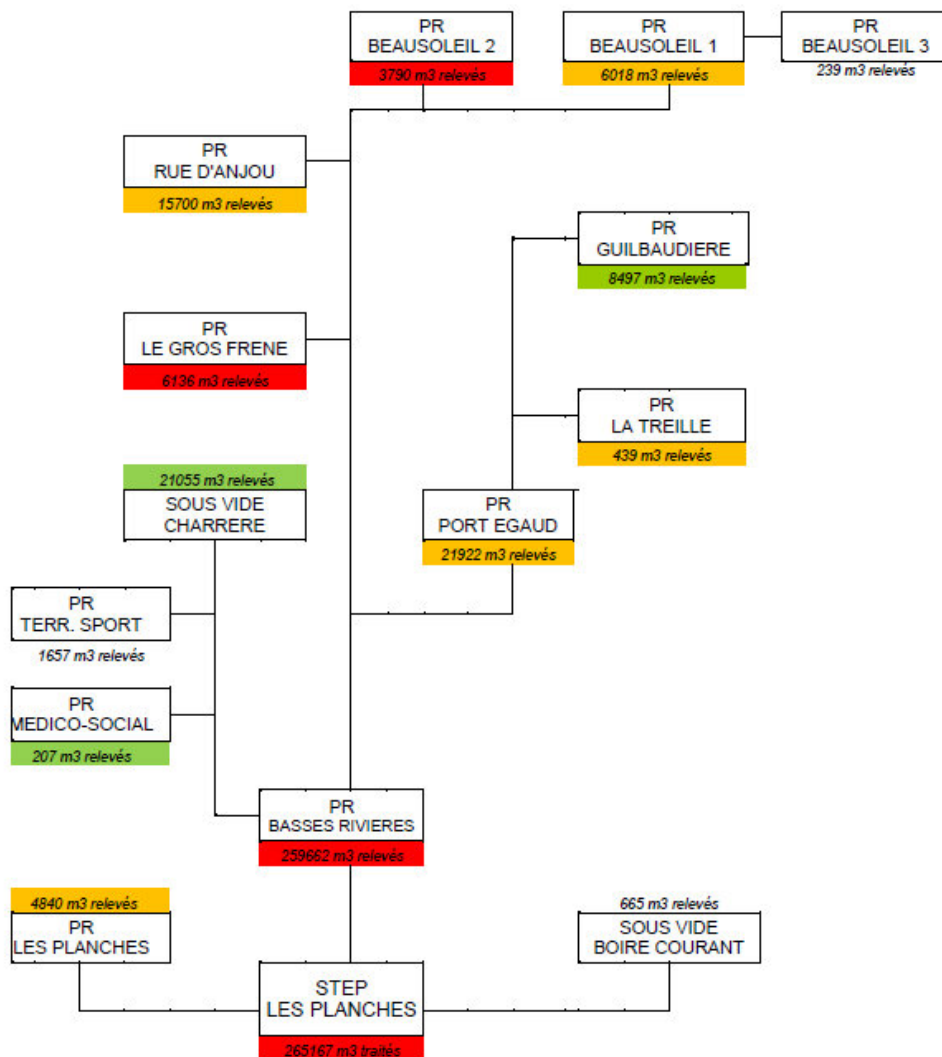 PR
BEAUSOLEIL 2
3790 m3 relevés
PR
BEAUSOLEIL 1
6018 m3 relevés
PR
BEAUSOLEIL 3
239 m3 relevés
PR
RUE D'ANJOU
15700 m3 relevés
PR
GUILBAUDIERE
8497 m3 relevés
PR
LE GROS FRENE
6136 m3 relevés
PR
LA TREILLE
439 m3 relevés
21055 m3 relevés
SOUS VIDE
CHARRERE
PR
PORT EGAUD
21922 m3 relevés
PR
TERR. SPORT
1657 m3 relevés
PR
MEDICO-SOCIAL
207 m3 relevés
PR
BASSES RIVIERES
259662 m3 relevés
4840 m3 relevés
PR
LES PLANCHES
665 m3 relevés
SOUS VIDE
BOIRE COURANT
STEP
LES PLANCHES
265167 m3 traités